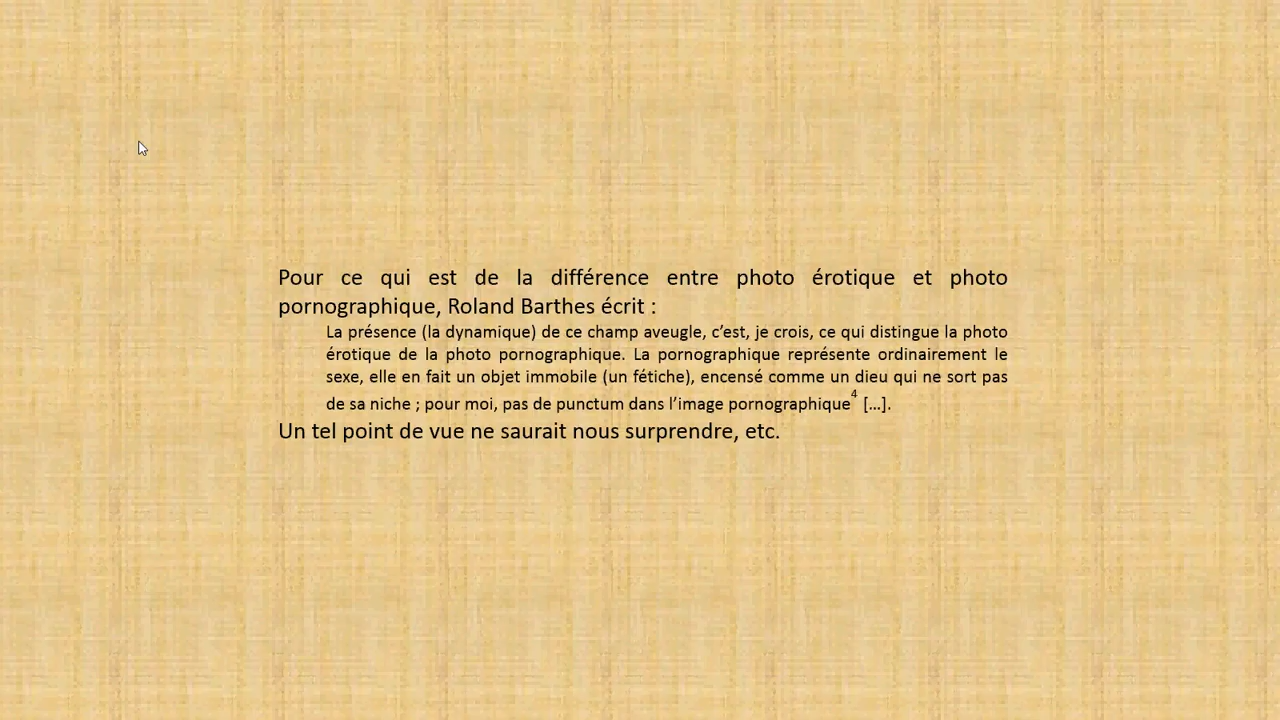 Pour ce qui est de la différence entre photo érotique et photo
pornographique, Roland Barthes écrit :
La présence (la dynamique) de ce champ aveugle, c’est, je crois, ce qui distingue la photo
érotique de la photo pornographique. La pornographique représente ordinairement le
sexe, elle en fait un objet immobile (un fétiche), encensé comme un dieu qui ne sort pas
de sa niche ; pour moi, pas de punctum dans l’image pornographique4 […].
Un tel point de vue ne saurait nous surprendre, etc.